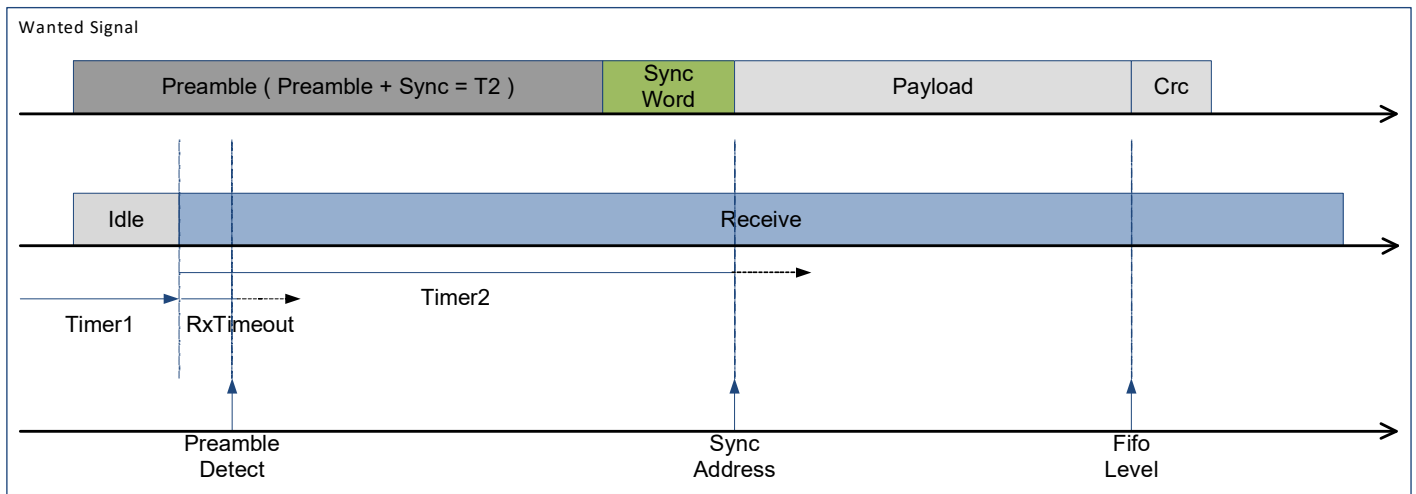 Wanted Signal
Preamble ( Preamble + Sync = T2 )
Sync
Word
Payload
Crc
Idle
Receive
Timer2
Timer1
RxTimeout
Preamble
Detect
Sync
Address
Fifo
Level